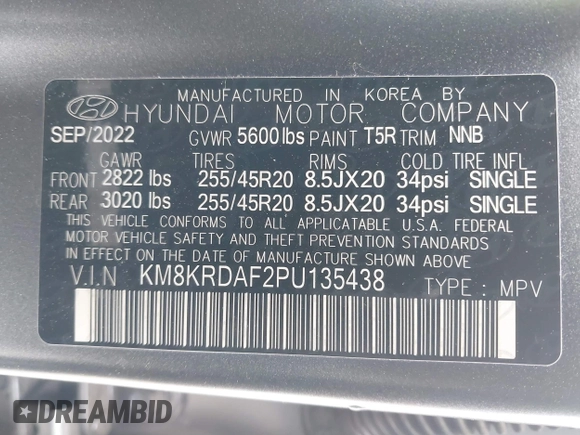 MANUFACTURED IN KOREA BY
HYUNDAI MOTOR COMPANY
SEP/2022 GVWR 5600lbs PAINT T5R TRIM NNB
GAWR TIRES RIMS COLD TIRE INFL
FRONT 2822 lbs 255/45R20 8.5JX20 34psi SINGLE
REAR 3020 lbs 255/45R20 8.5JX20 34psi SINGLE
THIS VEHICLE CONFORMS TO ALL APPLICABLE U.S.A. FEDERAL
MOTOR VEHICLE SAFETY AND THEFT PREVENTION STANDARDS
IN EFFECT ON THE DATE OF MANUFACTURE SHOWN ABOVE.
V.I.N KM8KRDAF2PU135438 TYPE : MPV
DREAMBID